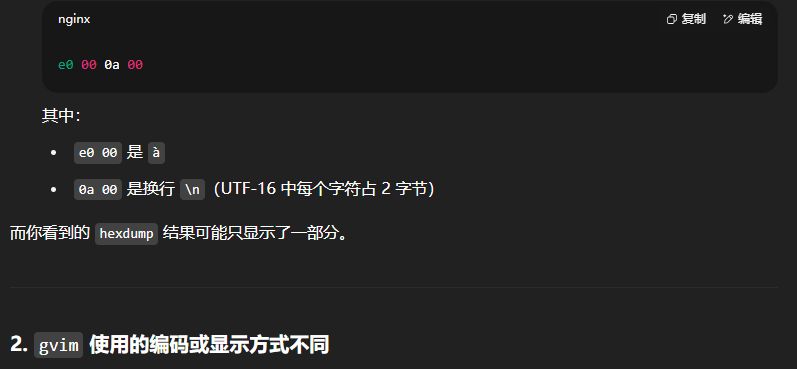 nginx 复制 编辑
e0 00 0a 00
其中：
• e0 00 是 à
• 0a 00 是换行 \n（UTF-16 中每个字符占 2 字节）
而你看到的 hexdump 结果可能只显示了一部分。
2. gvim 使用的编码或显示方式不同